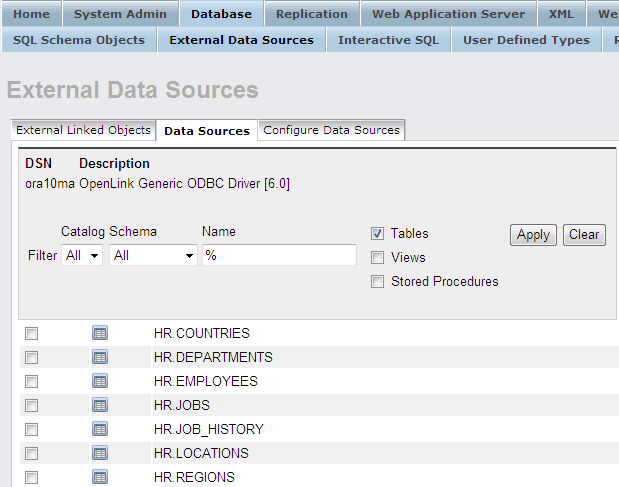 Home System Admin Database Replication Web Application Server XML We
SQL Schema Objects External Data Sources Interactive SQL User Defined Types
External Data Sources
External Linked Objects Data Sources Configure Data Sources
DSN Description
ora10ma OpenLink Generic ODBC Driver [6.0]
Catalog Schema Name Tables Apply Clear
Filter All All % Views
Stored Procedures
HR.COUNTRIES
HR.DEPARTMENTS
HR.EMPLOYEES
HR.JOBS
HR.JOB_HISTORY
HR.LOCATIONS
HR.REGIONS